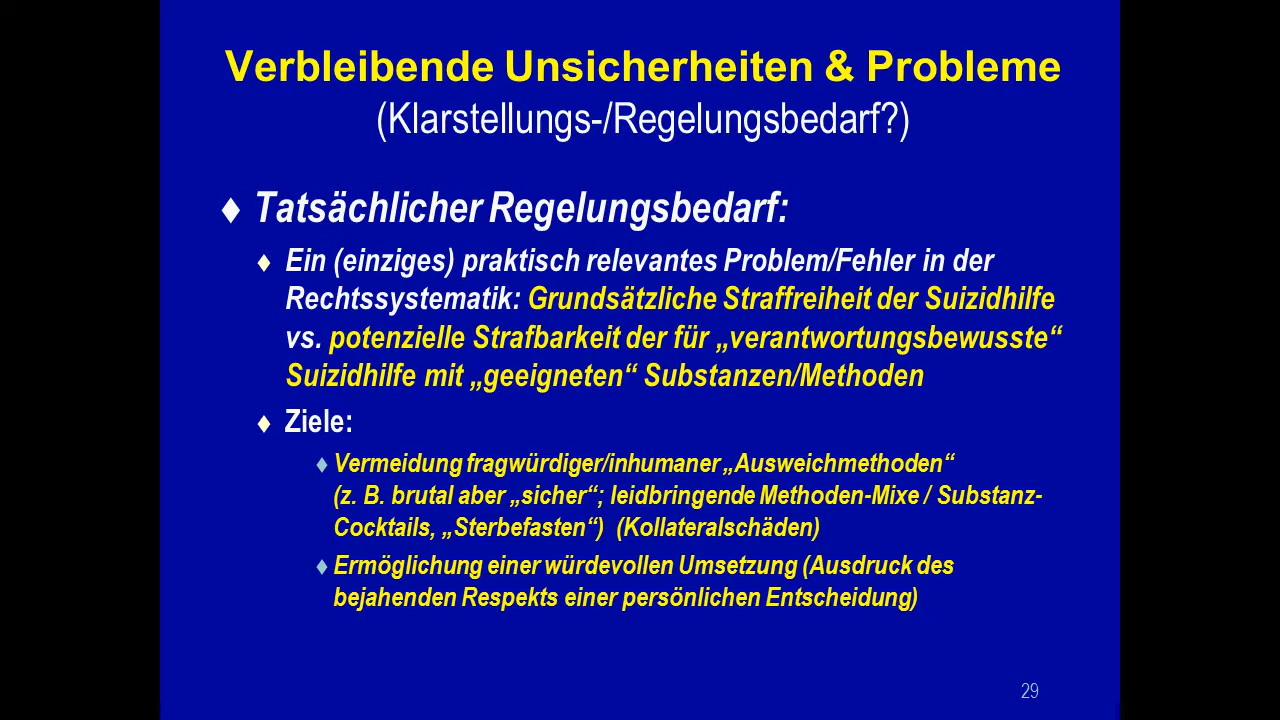 Verbleibende Unsicherheiten & Probleme
(Klarstellungs-/Regelungsbedarf?)
Tatsächlicher Regelungsbedarf:
Ein (einziges) praktisch relevantes Problem/Fehler in der
Rechtssystematik: Grundsätzliche Straffreiheit der Suizidhilfe
vs. potenzielle Strafbarkeit der für „verantwortungsbewusste“
Suizidhilfe mit „geeigneten“ Substanzen/Methoden
Ziele:
Vermeidung fragwürdiger/inhumaner „Ausweichmethoden“
(z. B. brutal aber „sicher“; leidbringende Methoden-Mixe / Substanz-
Cocktails, „Sterbefasten“) (Kollateralschäden)
Ermöglichung einer würdevollen Umsetzung (Ausdruck des
bejahenden Respekts einer persönlichen Entscheidung)
29